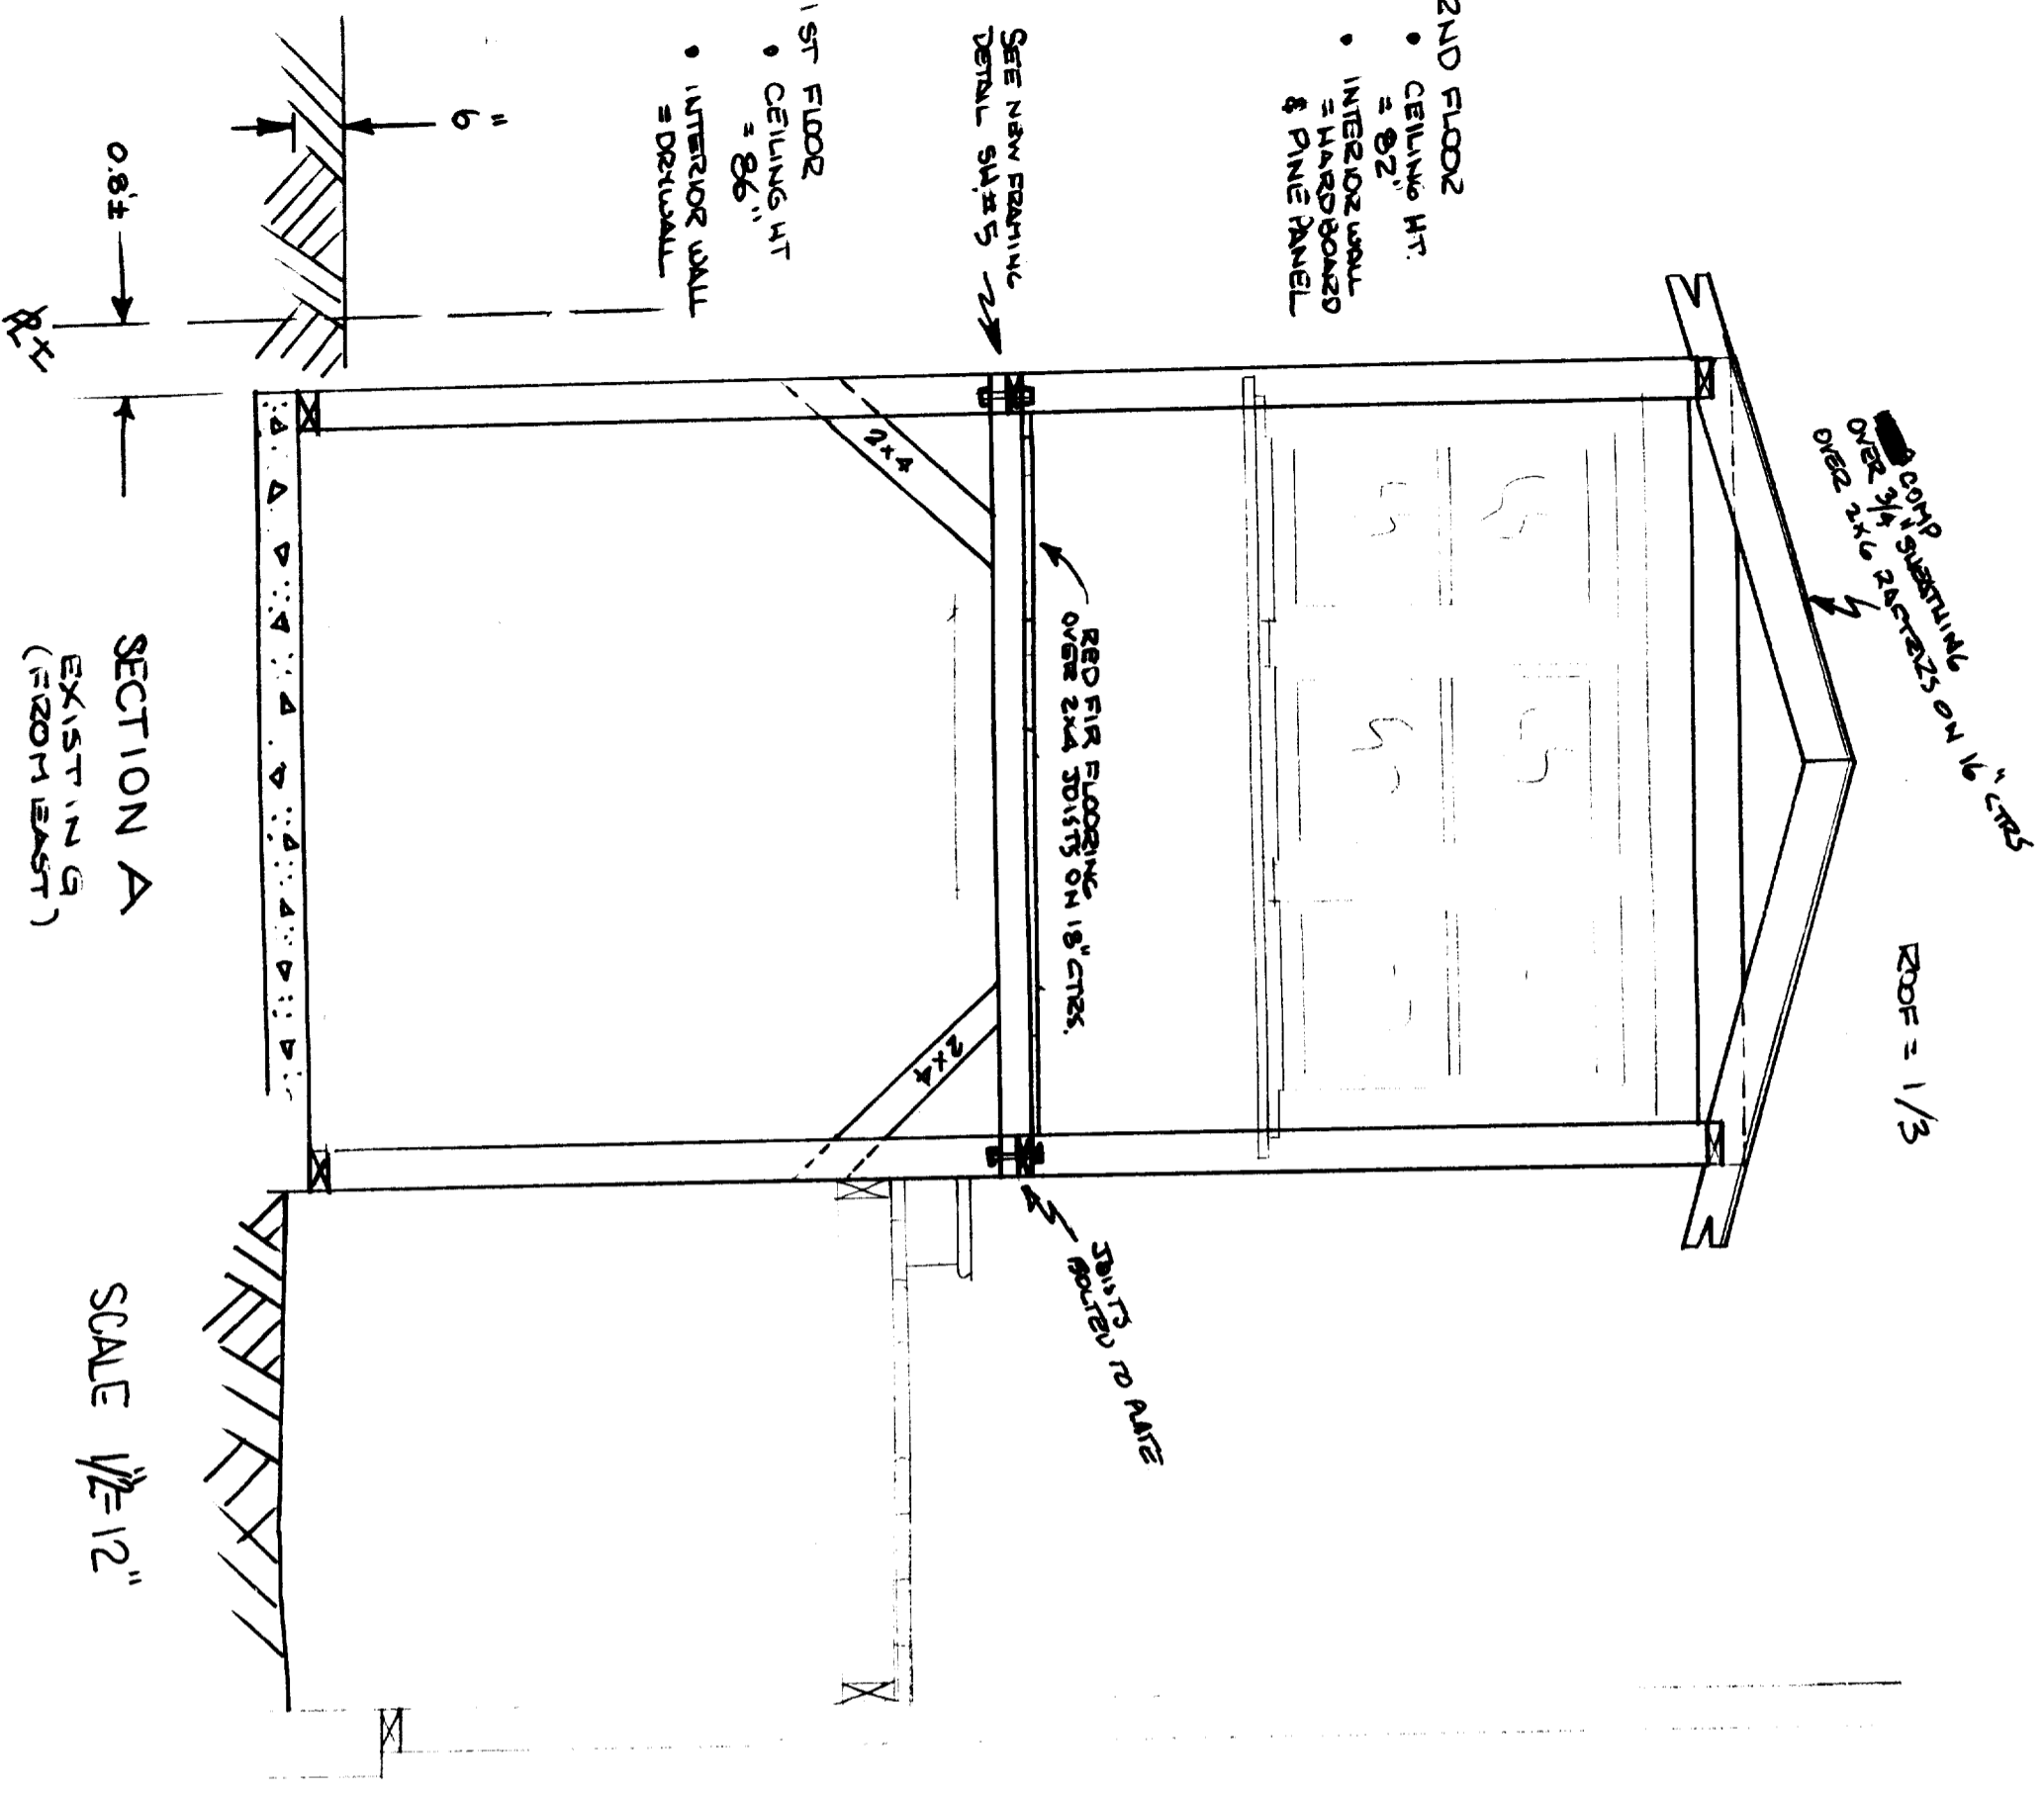 COMP
OVER 3/4" SHEATHING
OVER 2X6 RAFTERS ON 16" CTRS
ROOF = 1/3
2ND FLOOR
• CEILING HT.
= 82"
• INTERIOR WALL
= HARDBOARD
& PINE PANEL
SEE NEW FRAMING
DETAIL SH#5
RED FIR FLOORING
OVER 2X4 JOISTS ON 18" CTRS.
JOISTS
BOLTED TO PLATE
1ST FLOOR
• CEILING HT
= 86"
• INTERIOR WALL
= DRYWALL
2x4
2x4
6"
0.8'±
SECTION A
EXISTING
(FROM EAST)
SCALE 1/2"=12"